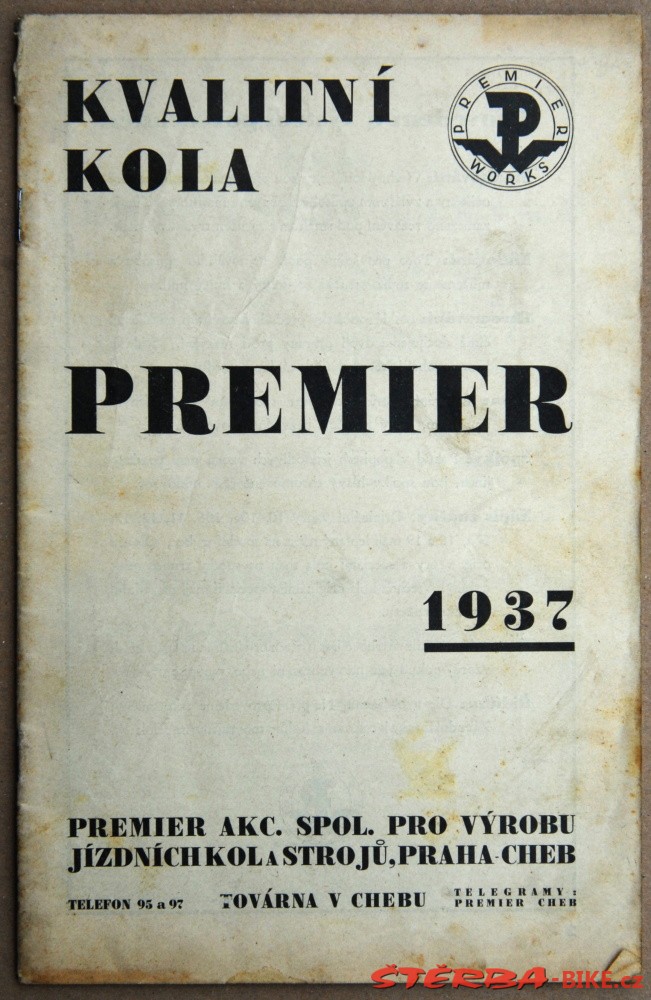 KVALITNÍ
KOLA
PREMIER
WORKS
P
PREMIER
1937
PREMIER AKC. SPOL. PRO VÝROBU
JÍZDNÍCH KOL A STROJŮ, PRAHA-CHEB
TELEFON 95 a 97 TOVÁRNA V CHEBU TELEGRAMY:
PREMIER CHEB
ŠTĚRBA-BIKE.cz